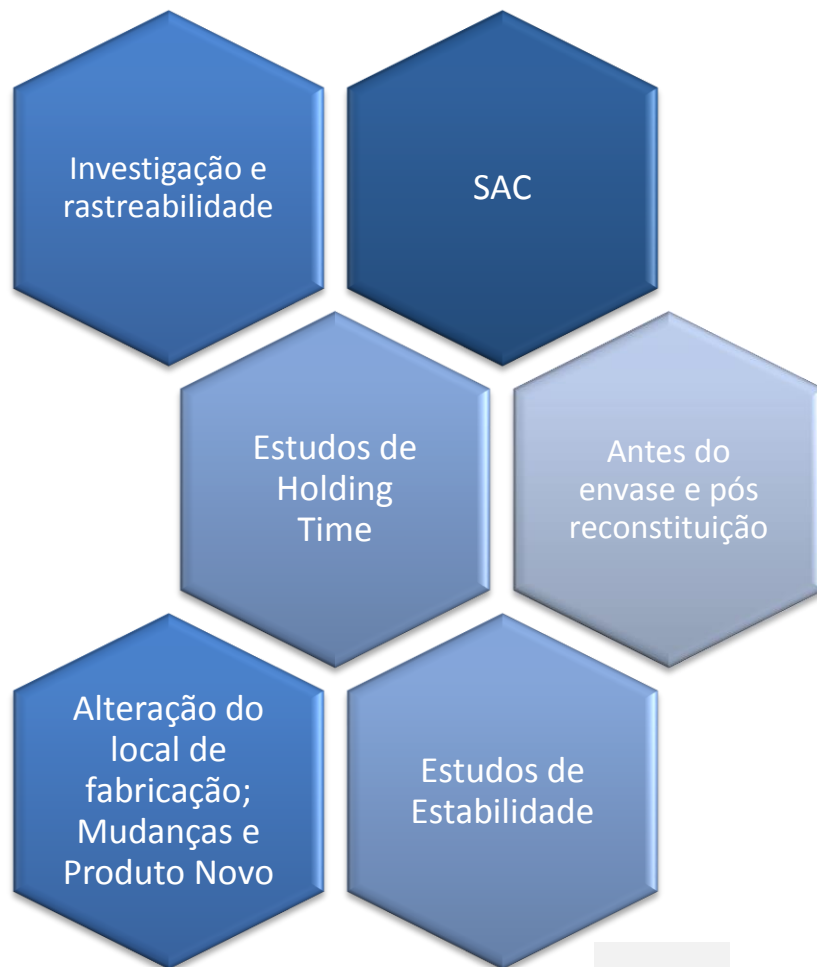 Investigação e
rastreabilidade
SAC
Estudos de
Holding
Time
Antes do
envase e pós
reconstituição
Alteração do
local de
fabricação;
Mudanças e
Produto Novo
Estudos de
Estabilidade